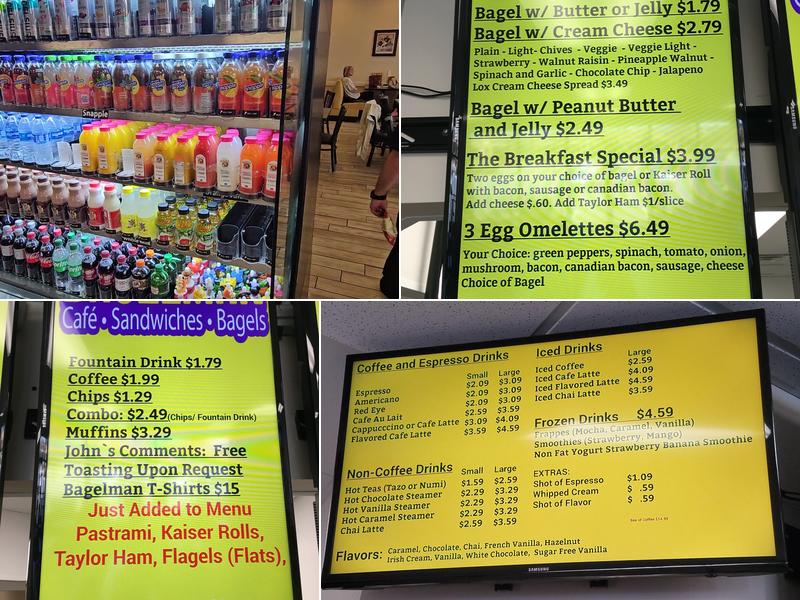 Snapple
Bagel w/ Butter or Jelly $1.79
Bagel w/ Cream Cheese $2.79
Plain - Light- Chives - Veggie - Veggie Light -
Strawberry - Walnut Raisin - Pineapple Walnut -
Spinach and Garlic - Chocolate Chip - Jalapeno
Lox Cream Cheese Spread $3.49
Bagel w/ Peanut Butter
and Jelly $2.49
The Breakfast Special $3.99
Two eggs on your choice of bagel or Kaiser Roll
with bacon, sausage or canadian bacon.
Add cheese $.60. Add Taylor Ham $1/slice
3 Egg Omelettes $6.49
Your Choice: green peppers, spinach, tomato, onion,
mushroom, bacon, canadian bacon, sausage, cheese
Choice of Bagel
SAMSUNG
Café • Sandwiches • Bagels
Fountain Drink $1.79
Coffee $1.99
Chips $1.29
Combo: $2.49(Chips/ Fountain Drink)
Muffins $3.29
John`s Comments: Free
Toasting Upon Request
Bagelman T-Shirts $15
Just Added to Menu
Pastrami, Kaiser Rolls,
Taylor Ham, Flagels (Flats),
Coffee and Espresso Drinks
Small Large
Espresso $2.09 $3.09
Americano $2.09 $3.09
Red Eye $2.09 $3.09
Cafe Au Lait $2.59 $3.59
Cappucccino or Cafe Latte $3.09 $4.09
Flavored Cafe Latte $3.59 $4.59
Iced Drinks
Large
Iced Coffee $2.59
Iced Cafe Latte $4.09
Iced Flavored Latte $4.59
Iced Chai Latte $3.59
Frozen Drinks $4.59
Frappes (Mocha, Caramel, Vanilla)
Smoothies (Strawberry, Mango)
Non Fat Yogurt Strawberry Banana Smoothie
Non-Coffee Drinks Small Large
Hot Teas (Tazo or Numi) $1.59 $2.59
Hot Chocolate Steamer $2.29 $3.29
Hot Vanilla Steamer $2.29 $3.29
Hot Caramel Steamer $2.29 $3.29
Chai Latte $2.59 $3.59
EXTRAS:
Shot of Espresso $1.09
Whipped Cream $ .59
Shot of Flavor $ .59
Flavors: Caramel, Chocolate, Chai, French Vanilla, Hazelnut
Irish Cream, Vanilla, White Chocolate, Sugar Free Vanilla
SAMSUNG